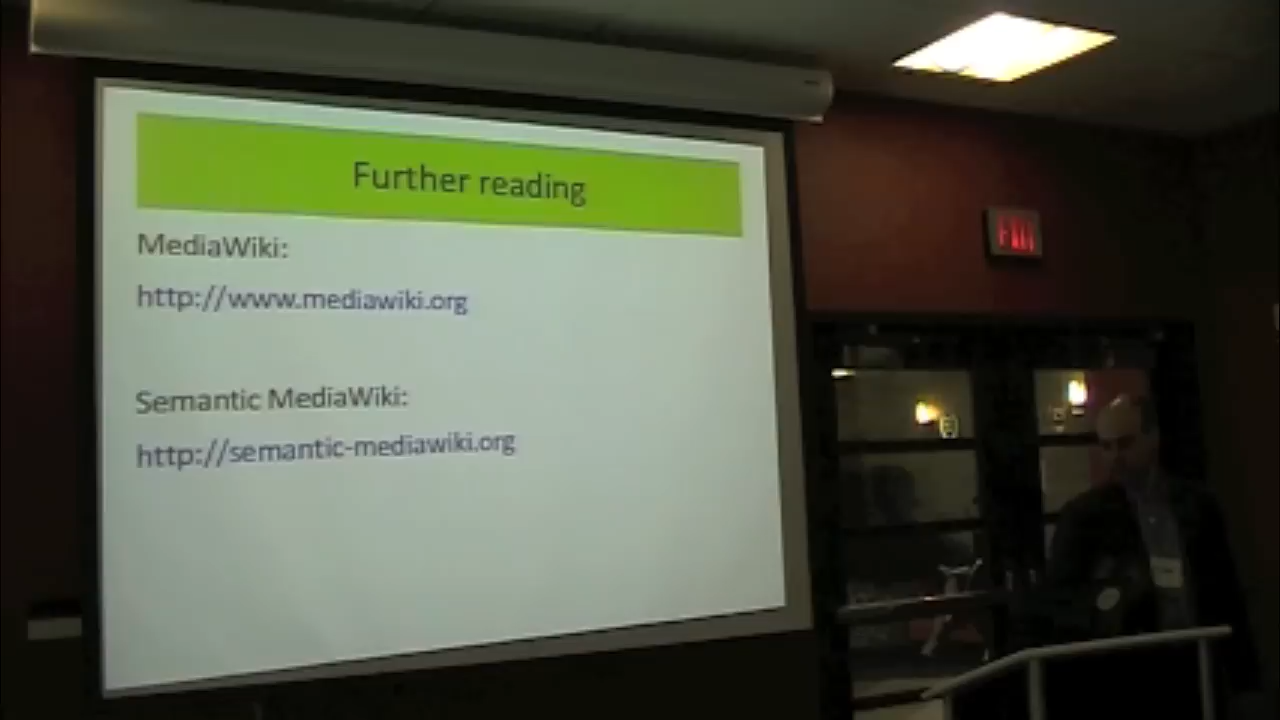 Further reading
MediaWiki:
http://www.mediawiki.org
Semantic MediaWiki:
http://semantic-mediawiki.org
EXIT